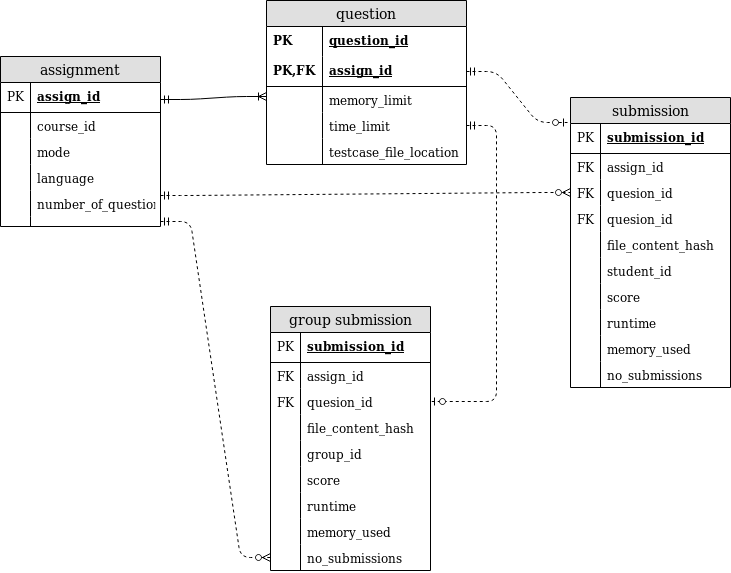 question
PK question_id
PK,FK assign_id
memory_limit
time_limit
testcase_file_location
assignment
PK assign_id
course_id
mode
language
number_of_question
submission
PK submission_id
FK assign_id
FK quesion_id
FK quesion_id
file_content_hash
student_id
score
runtime
memory_used
no_submissions
group submission
PK submission_id
FK assign_id
FK quesion_id
file_content_hash
group_id
score
runtime
memory_used
no_submissions